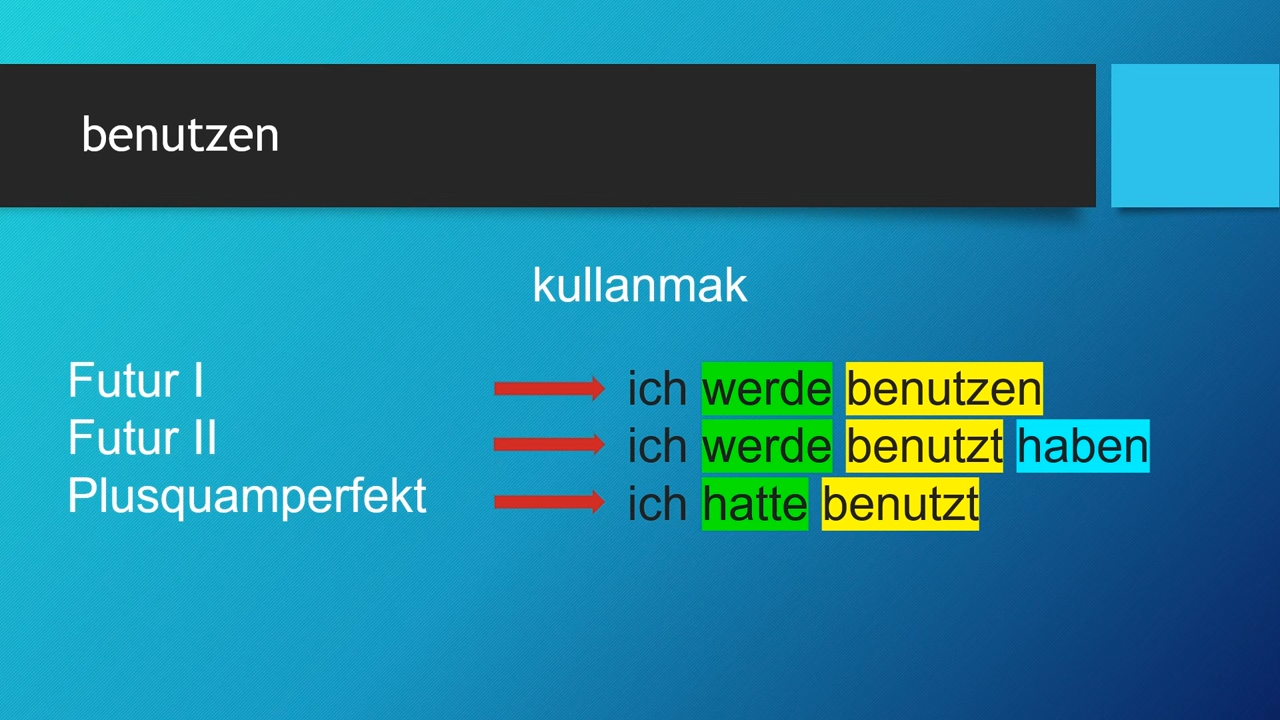 benutzen
kullanmak
Futur I ich werde benutzen
Futur II ich werde benutzt haben
Plusquamperfekt ich hatte benutzt